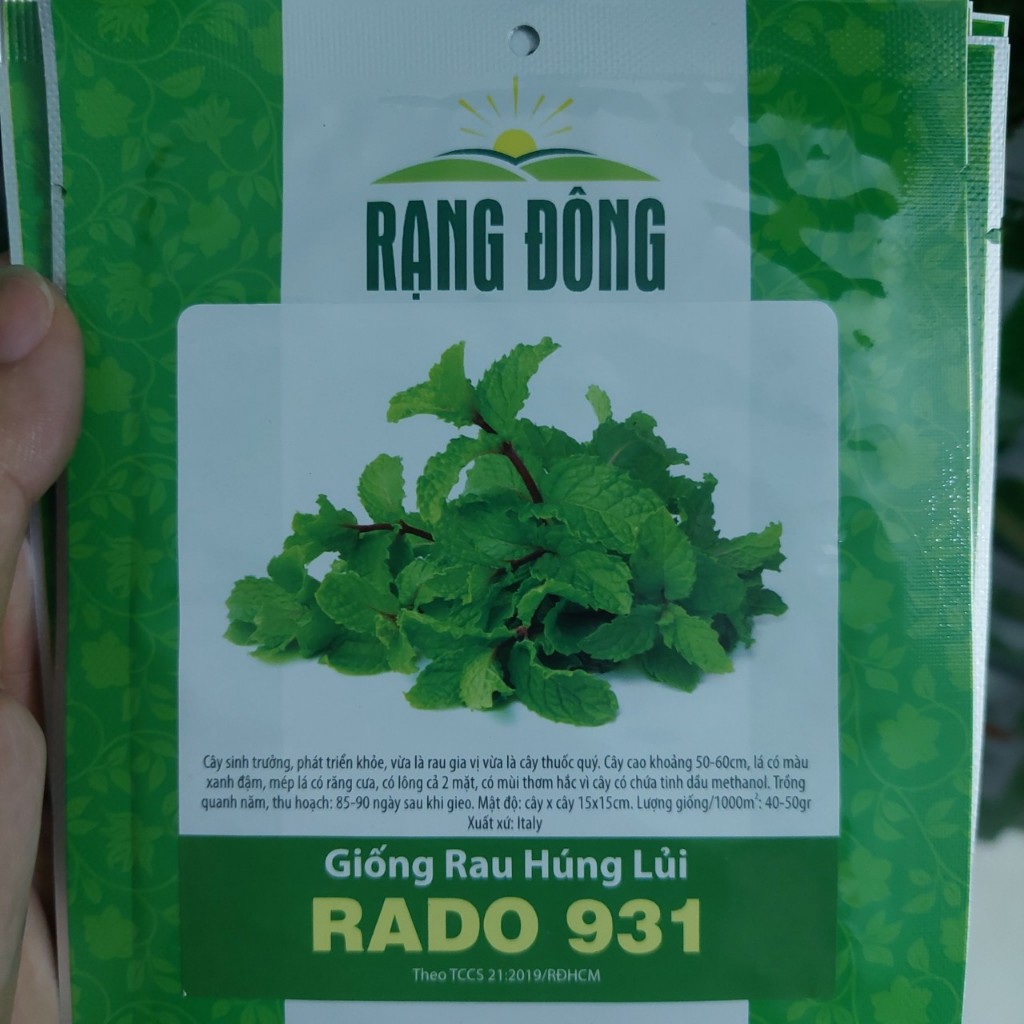 RẠNG ĐÔNG
Cây sinh trưởng, phát triển khỏe, vừa là rau gia vị vừa là cây thuốc quý. Cây cao khoảng 50-60cm, lá có màu
xanh đậm, mép lá có răng cưa, có lông cả 2 mặt, có mùi thơm hắc vì cây có chứa tinh dầu methanol. Trồng
quanh năm, thu hoạch: 85-90 ngày sau khi gieo. Mật độ: cây x cây 15x15cm. Lượng giống/1000m²: 40-50gr
Xuất xứ: Italy
Giống Rau Húng Lủi
RADO 931
Theo TCCS 21:2019/RĐHCM